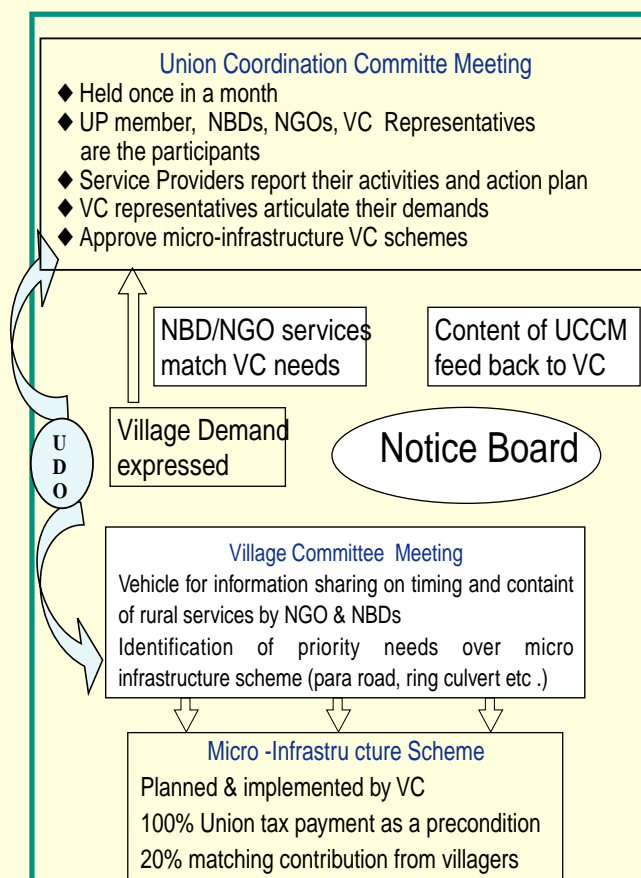 Union Coordination Committe Meeting
◆ Held once in a month
◆ UP member, NBDs, NGOs, VC Representatives
are the participants
◆ Service Providers report their activities and action plan
◆ VC representatives articulate their demands
◆ Approve micro-infrastructure VC schemes
NBD/NGO services
match VC needs
Content of UCCM
feed back to VC
U
D
O
Village Demand
expressed
Notice Board
Village Committee Meeting
Vehicle for information sharing on timing and containt
of rural services by NGO & NBDs
Identification of priority needs over micro
infrastructure scheme (para road, ring culvert etc .)
Micro -Infrastru cture Scheme
Planned & implemented by VC
100% Union tax payment as a precondition
20% matching contribution from villagers